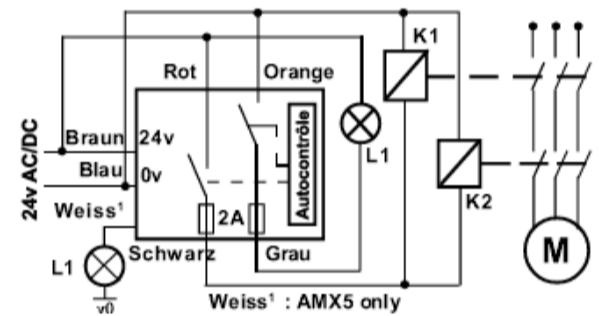 K1
Rot
Orange
Braun
24v
L1
24v AC/DC
Blau
0v
Autocontrôle
K2
Weiss¹
2A
M
Schwarz
Grau
L1
v0
Weiss¹ : AMX5 only